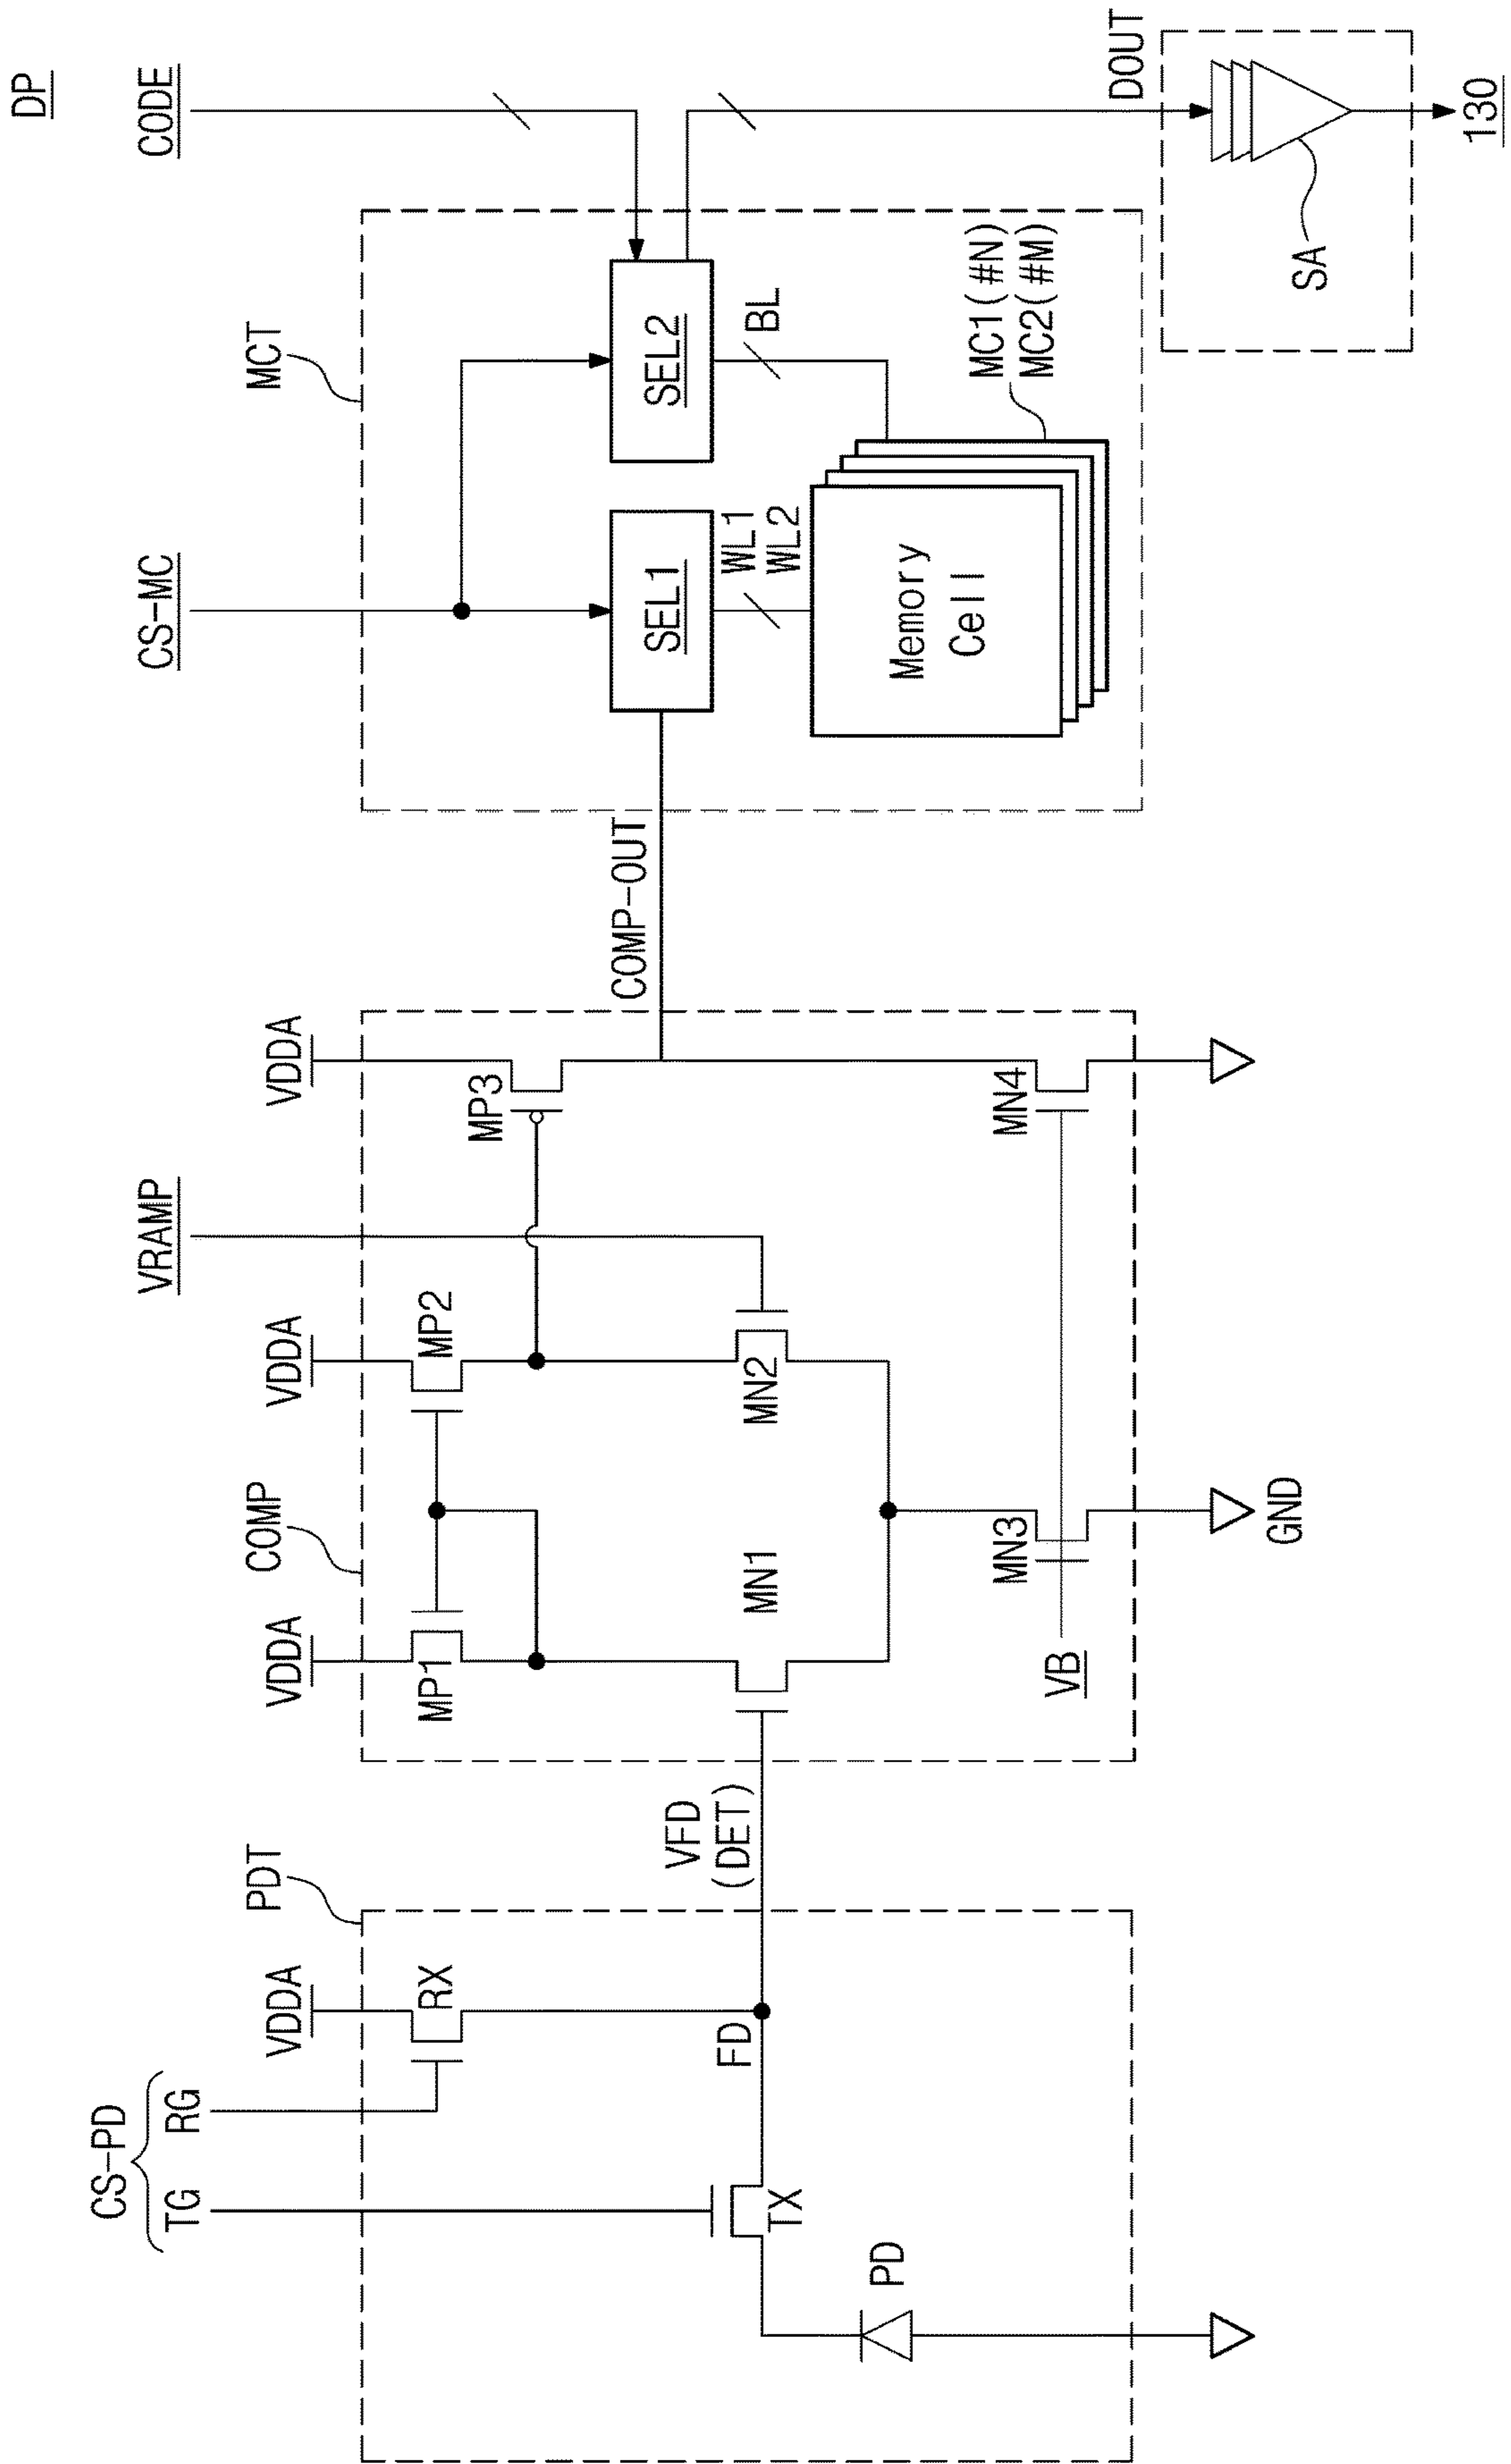 DP
CS-PD
TG
RG
PDT
VDDA
RX
FD
TX
PD
VFD
(DET)
COMP
VDDA
VDDA
VRAMP
VDDA
MP1
MP2
MP3
MN1
MN2
MN3
MN4
VB
GND
COMP-OUT
CS-MC
CODE
MCT
SEL1
SEL2
WL1
WL2
BL
Memory
Cell
MC1(#N)
MC2(#M)
DOUT
SA
130